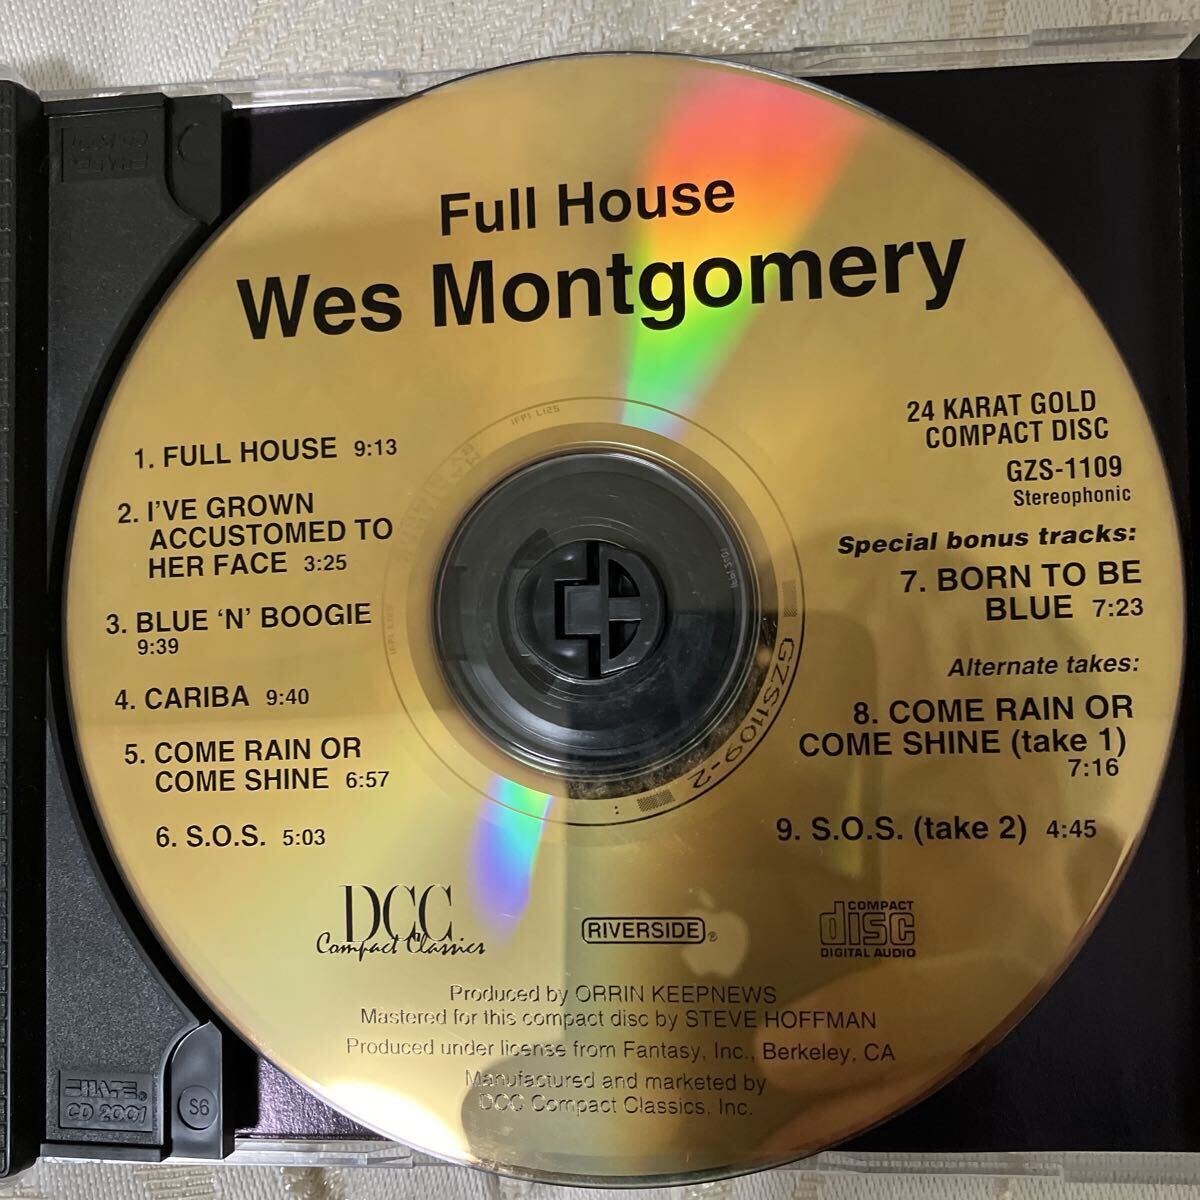 Full House
Wes Montgomery
1. FULL HOUSE 9:13
2. I'VE GROWN
ACCUSTOMED TO
HER FACE 3:25
3. BLUE 'N' BOOGIE
9:39
4. CARIBA 9:40
5. COME RAIN OR
COME SHINE 6:57
6. S.O.S. 5:03
24 KARAT GOLD
COMPACT DISC
GZS-1109
Stereophonic
Special bonus tracks:
7. BORN TO BE
BLUE 7:23
Alternate takes:
8. COME RAIN OR
COME SHINE (take 1)
7:16
9. S.O.S. (take 2) 4:45
IFPI L125
GZS1109-2
DCC
Compact Classics
RIVERSIDE®
COMPACT
disc
DIGITAL AUDIO
Produced by ORRIN KEEPNEWS
Mastered for this compact disc by STEVE HOFFMAN
Produced under license from Fantasy, Inc., Berkeley, CA
Manufactured and marketed by
DCC Compact Classics, Inc.
CD 2001
S6